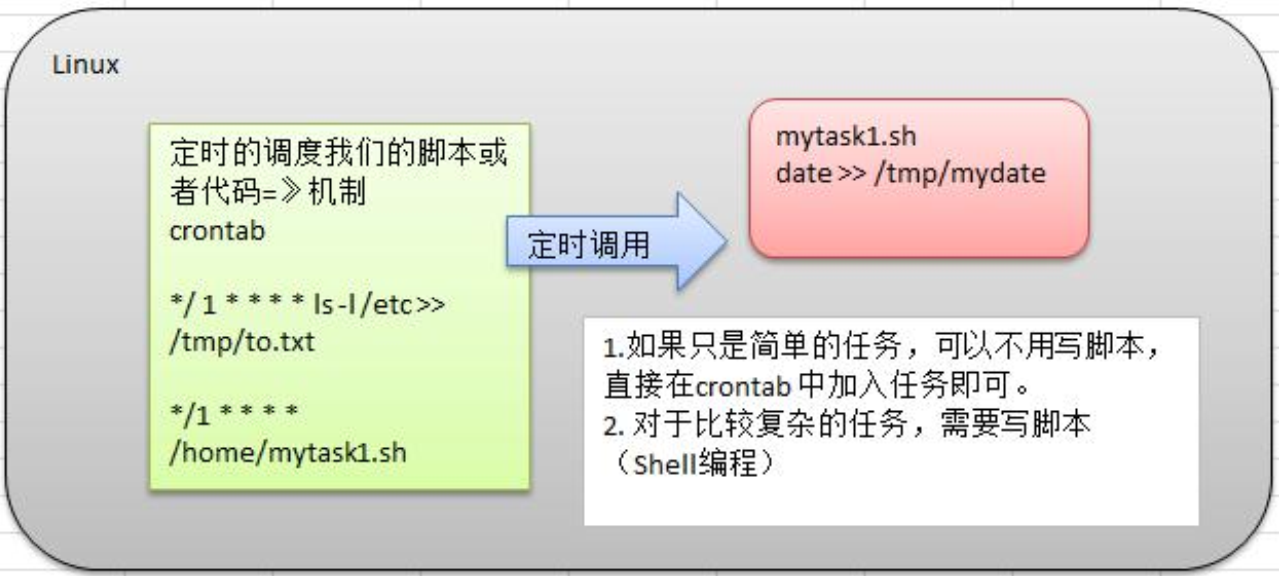 Linux
定时的调度我们的脚本或
者代码=》机制
crontab
*/ 1 * * * * ls -l /etc >>
/tmp/to.txt
*/1 * * * *
/home/mytask1.sh
定时调用
mytask1.sh
date >> /tmp/mydate
1.如果只是简单的任务，可以不用写脚本，
直接在crontab 中加入任务即可。
2. 对于比较复杂的任务，需要写脚本
（Shell编程）